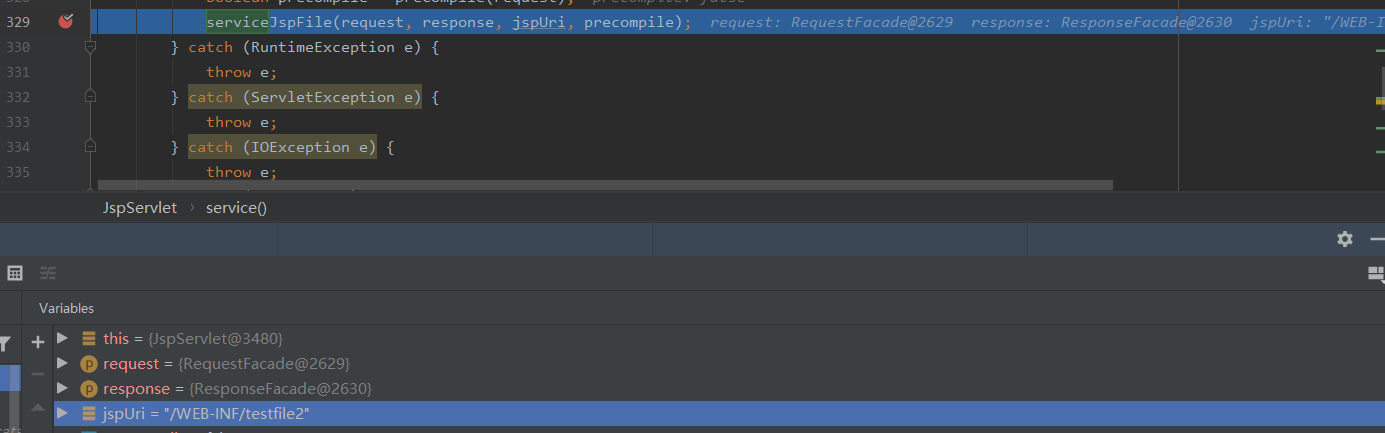 boolean precompile = precompile(request); precompile: false
329 serviceJspFile(request, response, jspUri, precompile); request: RequestFacade@2629 response: ResponseFacade@2630 jspUri: "/WEB-I
330 } catch (RuntimeException e) {
331 throw e;
332 } catch (ServletException e) {
333 throw e;
334 } catch (IOException e) {
335 throw e;
JspServlet › service()
Variables
this = {JspServlet@3480}
request = {RequestFacade@2629}
response = {ResponseFacade@2630}
jspUri = "/WEB-INF/testfile2"